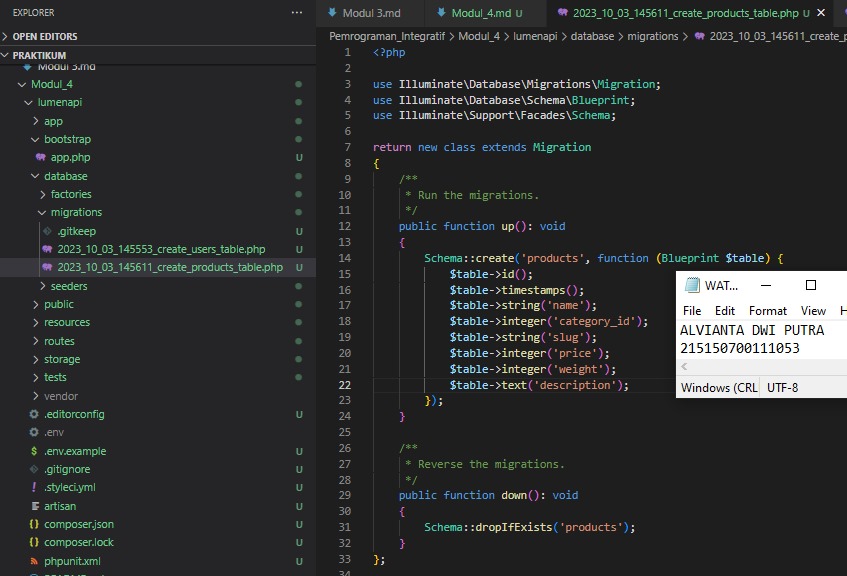 EXPLORER
···
OPEN EDITORS
PRAKTIKUM
Modul 3.md
Modul_4
lumenapi
app
bootstrap
app.php U
database
factories
migrations
.gitkeep U
2023_10_03_145553_create_users_table.php U
2023_10_03_145611_create_products_table.php U
seeders
public
resources
routes
storage
tests
vendor
.editorconfig U
.env
.env.example U
.gitignore U
.styleci.yml U
artisan U
composer.json U
composer.lock U
phpunit.xml U
Modul 3.md
Modul_4.md U
2023_10_03_145611_create_products_table.php U
Pemrograman_Integratif > Modul_4 > lumenapi > database > migrations > 2023_10_03_145611_create_p
1 <?php
2
3 use Illuminate\Database\Migrations\Migration;
4 use Illuminate\Database\Schema\Blueprint;
5 use Illuminate\Support\Facades\Schema;
6
7 return new class extends Migration
8 {
9 /**
10 * Run the migrations.
11 */
12 public function up(): void
13 {
14 Schema::create('products', function (Blueprint $table) {
15 $table->id();
16 $table->timestamps();
17 $table->string('name');
18 $table->integer('category_id');
19 $table->string('slug');
20 $table->integer('price');
21 $table->integer('weight');
22 $table->text('description');
23 });
24 }
25
26 /**
27 * Reverse the migrations.
28 */
29 public function down(): void
30 {
31 Schema::dropIfExists('products');
32 }
33 };
34
WAT...
File Edit Format View H
ALVIANTA DWI PUTRA
215150700111053
Windows (CRL UTF-8